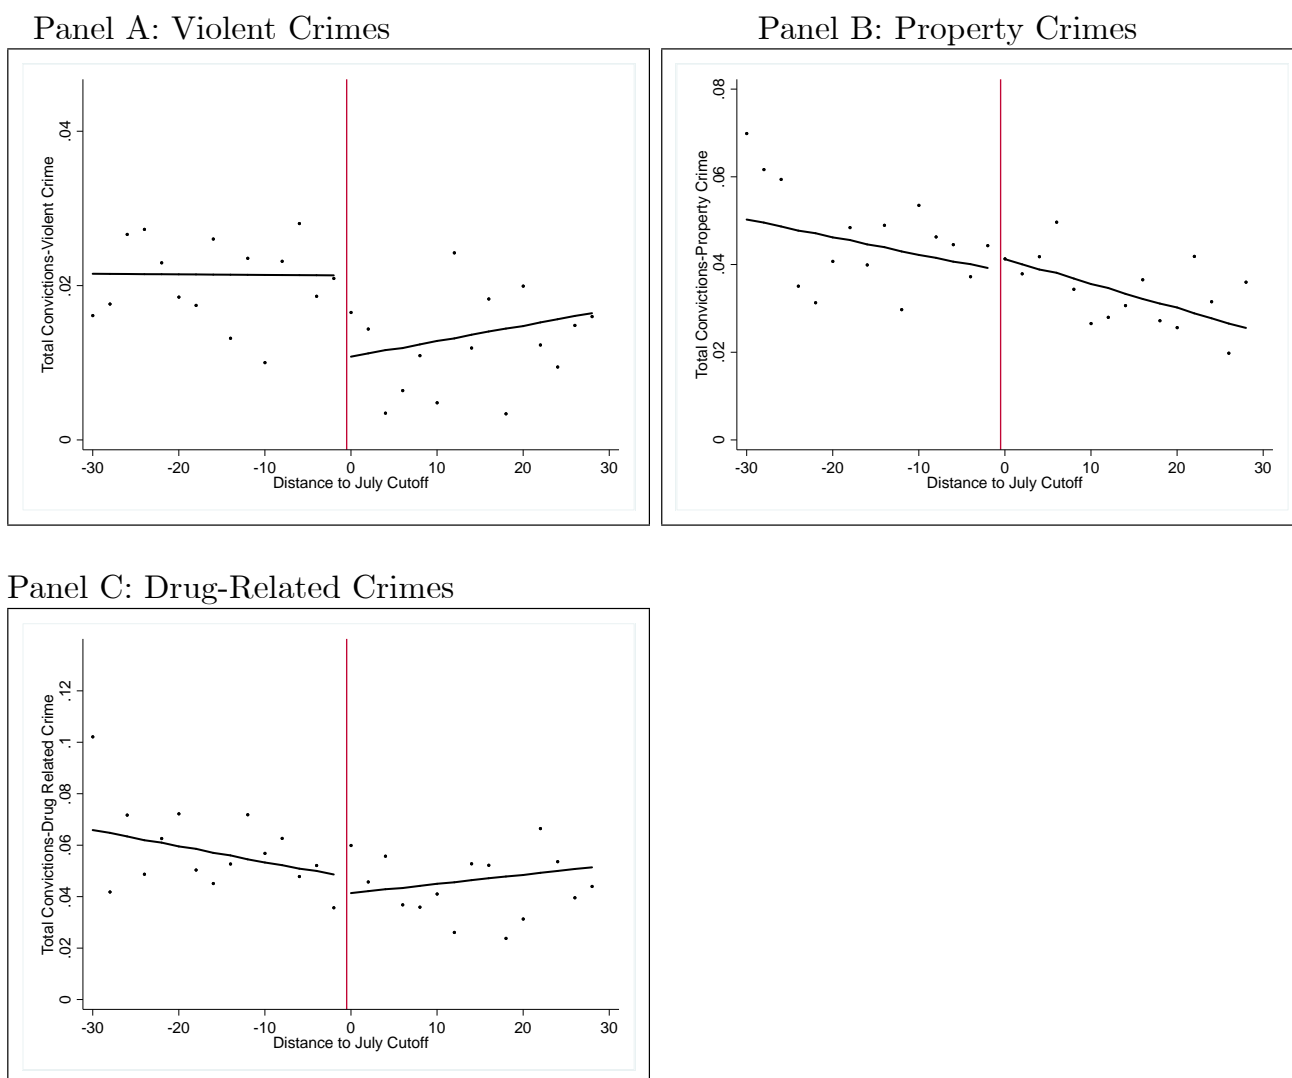 Panel A: Violent Crimes
Total Convictions-Violent Crime
.04
.02
0
-30 -20 -10 0 10 20 30
Distance to July Cutoff
Panel B: Property Crimes
Total Convictions-Property Crime
.08
.06
.04
.02
0
-30 -20 -10 0 10 20 30
Distance to July Cutoff
Panel C: Drug-Related Crimes
Total Convictions-Drug Related Crime
.12
.1
.08
.06
.04
.02
0
-30 -20 -10 0 10 20 30
Distance to July Cutoff